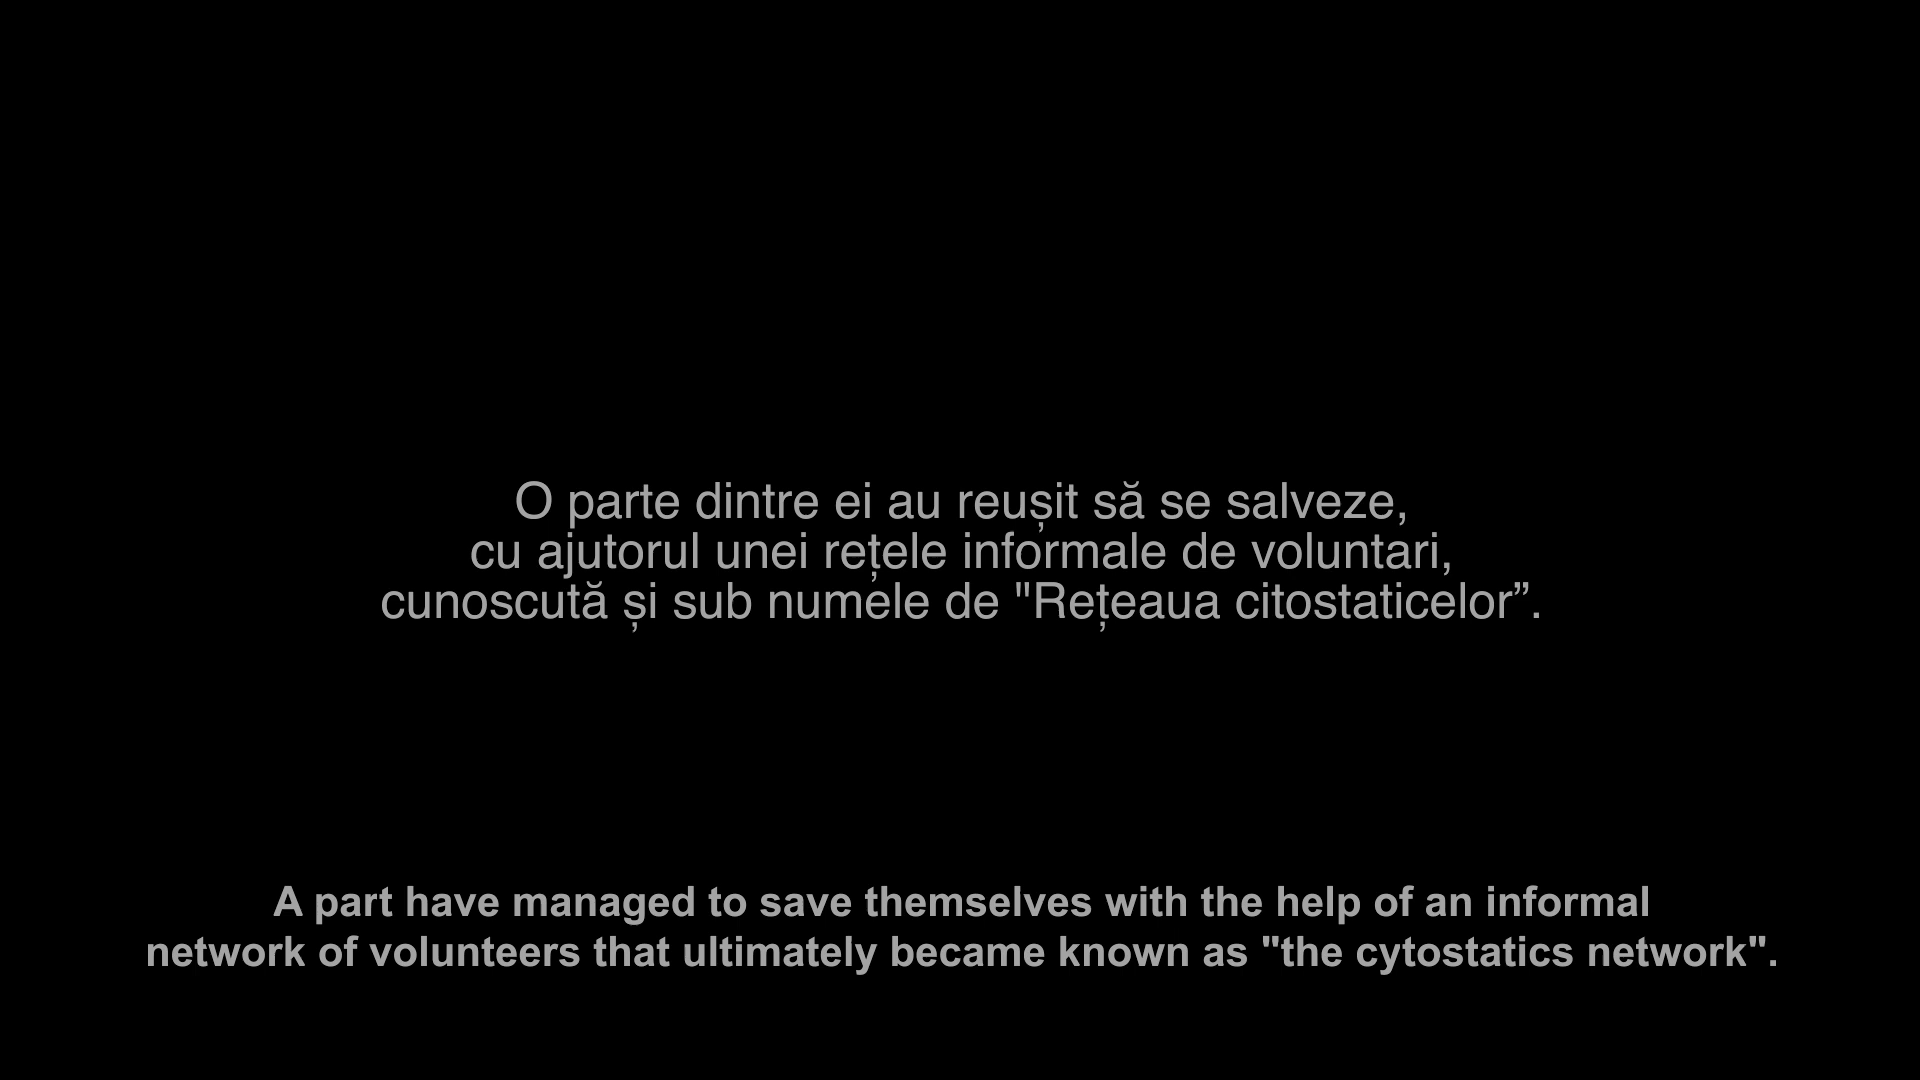 O parte dintre ei au reușit să se salveze,
cu ajutorul unei rețele informale de voluntari,
cunoscută și sub numele de "Rețeaua citostaticelor”.
A part have managed to save themselves with the help of an informal
network of volunteers that ultimately became known as "the cytostatics network".